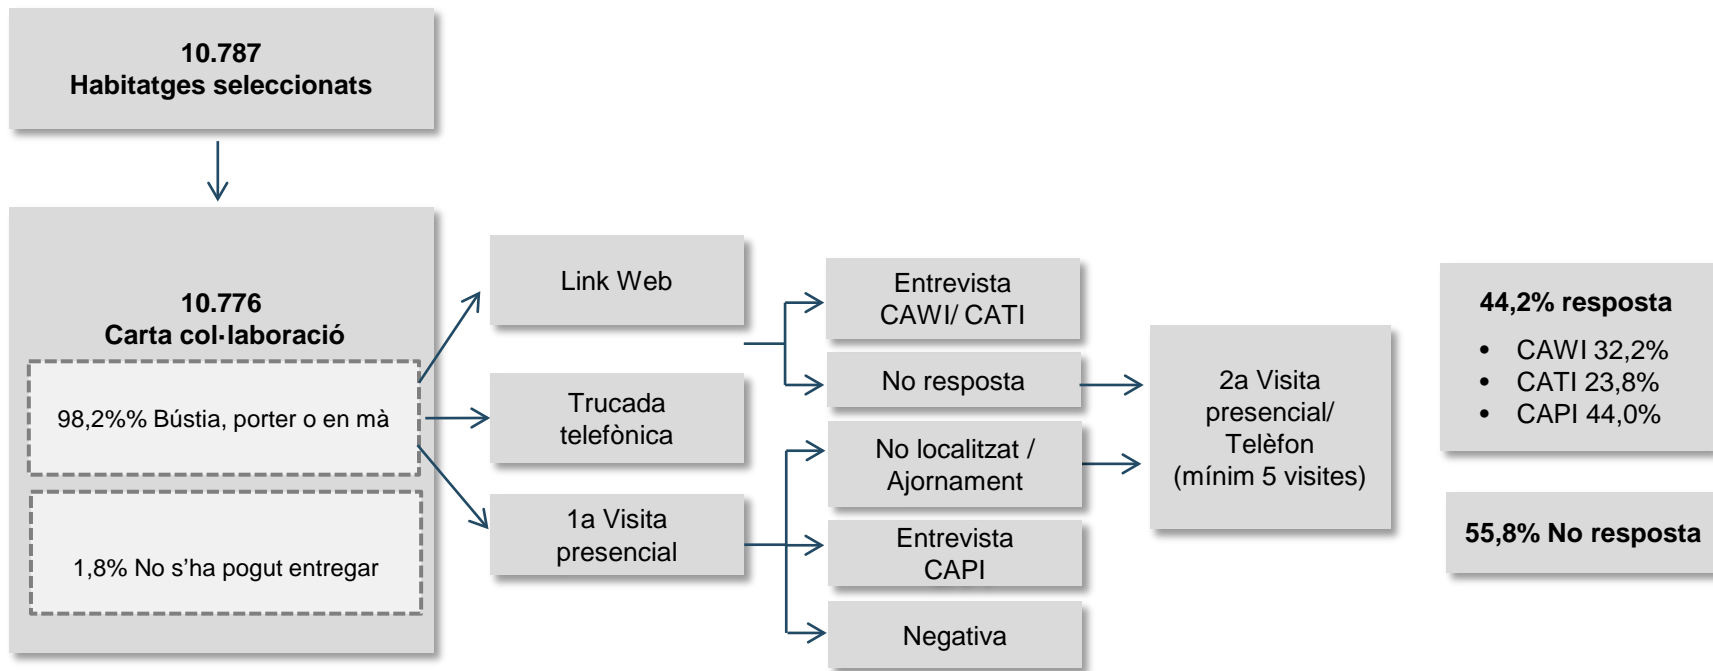 10.787
Habitatges seleccionats
10.776
Carta col·laboració
98,2%% Bústia, porter o en mà
1,8% No s’ha pogut entregar
Link Web
Trucada
telefònica
1a Visita
presencial
Entrevista
CAWI/ CATI
No resposta
No localitzat /
Ajornament
Entrevista
CAPI
Negativa
2a Visita
presencial/
Telèfon
(mínim 5 visites)
44,2% resposta
• CAWI 32,2%
• CATI 23,8%
• CAPI 44,0%
55,8% No resposta